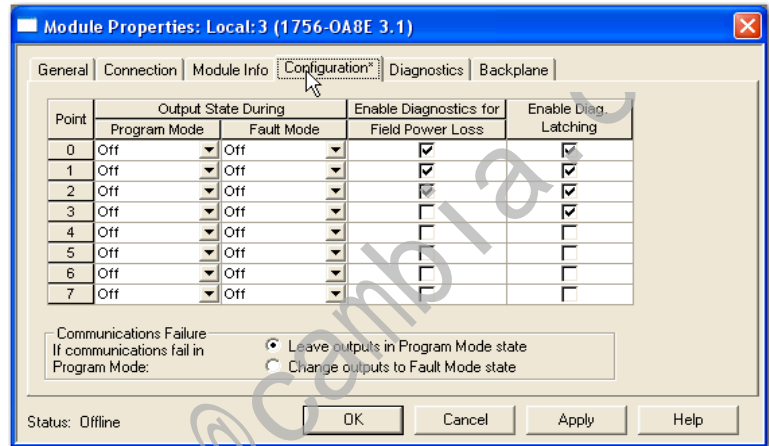 Module Properties: Local:3 (1756-OA8E 3.1)
General Connection Module Info Configuration* Diagnostics Backplane
Point Output State During Enable Diagnostics for Enable Diag. Latching
Program Mode Fault Mode Field Power Loss
0 Off Off
1 Off Off
2 Off Off
3 Off Off
4 Off Off
5 Off Off
6 Off Off
7 Off Off
Communications Failure
If communications fail in Program Mode:
Leave outputs in Program Mode state
Change outputs to Fault Mode state
Status: Offline OK Cancel Apply Help